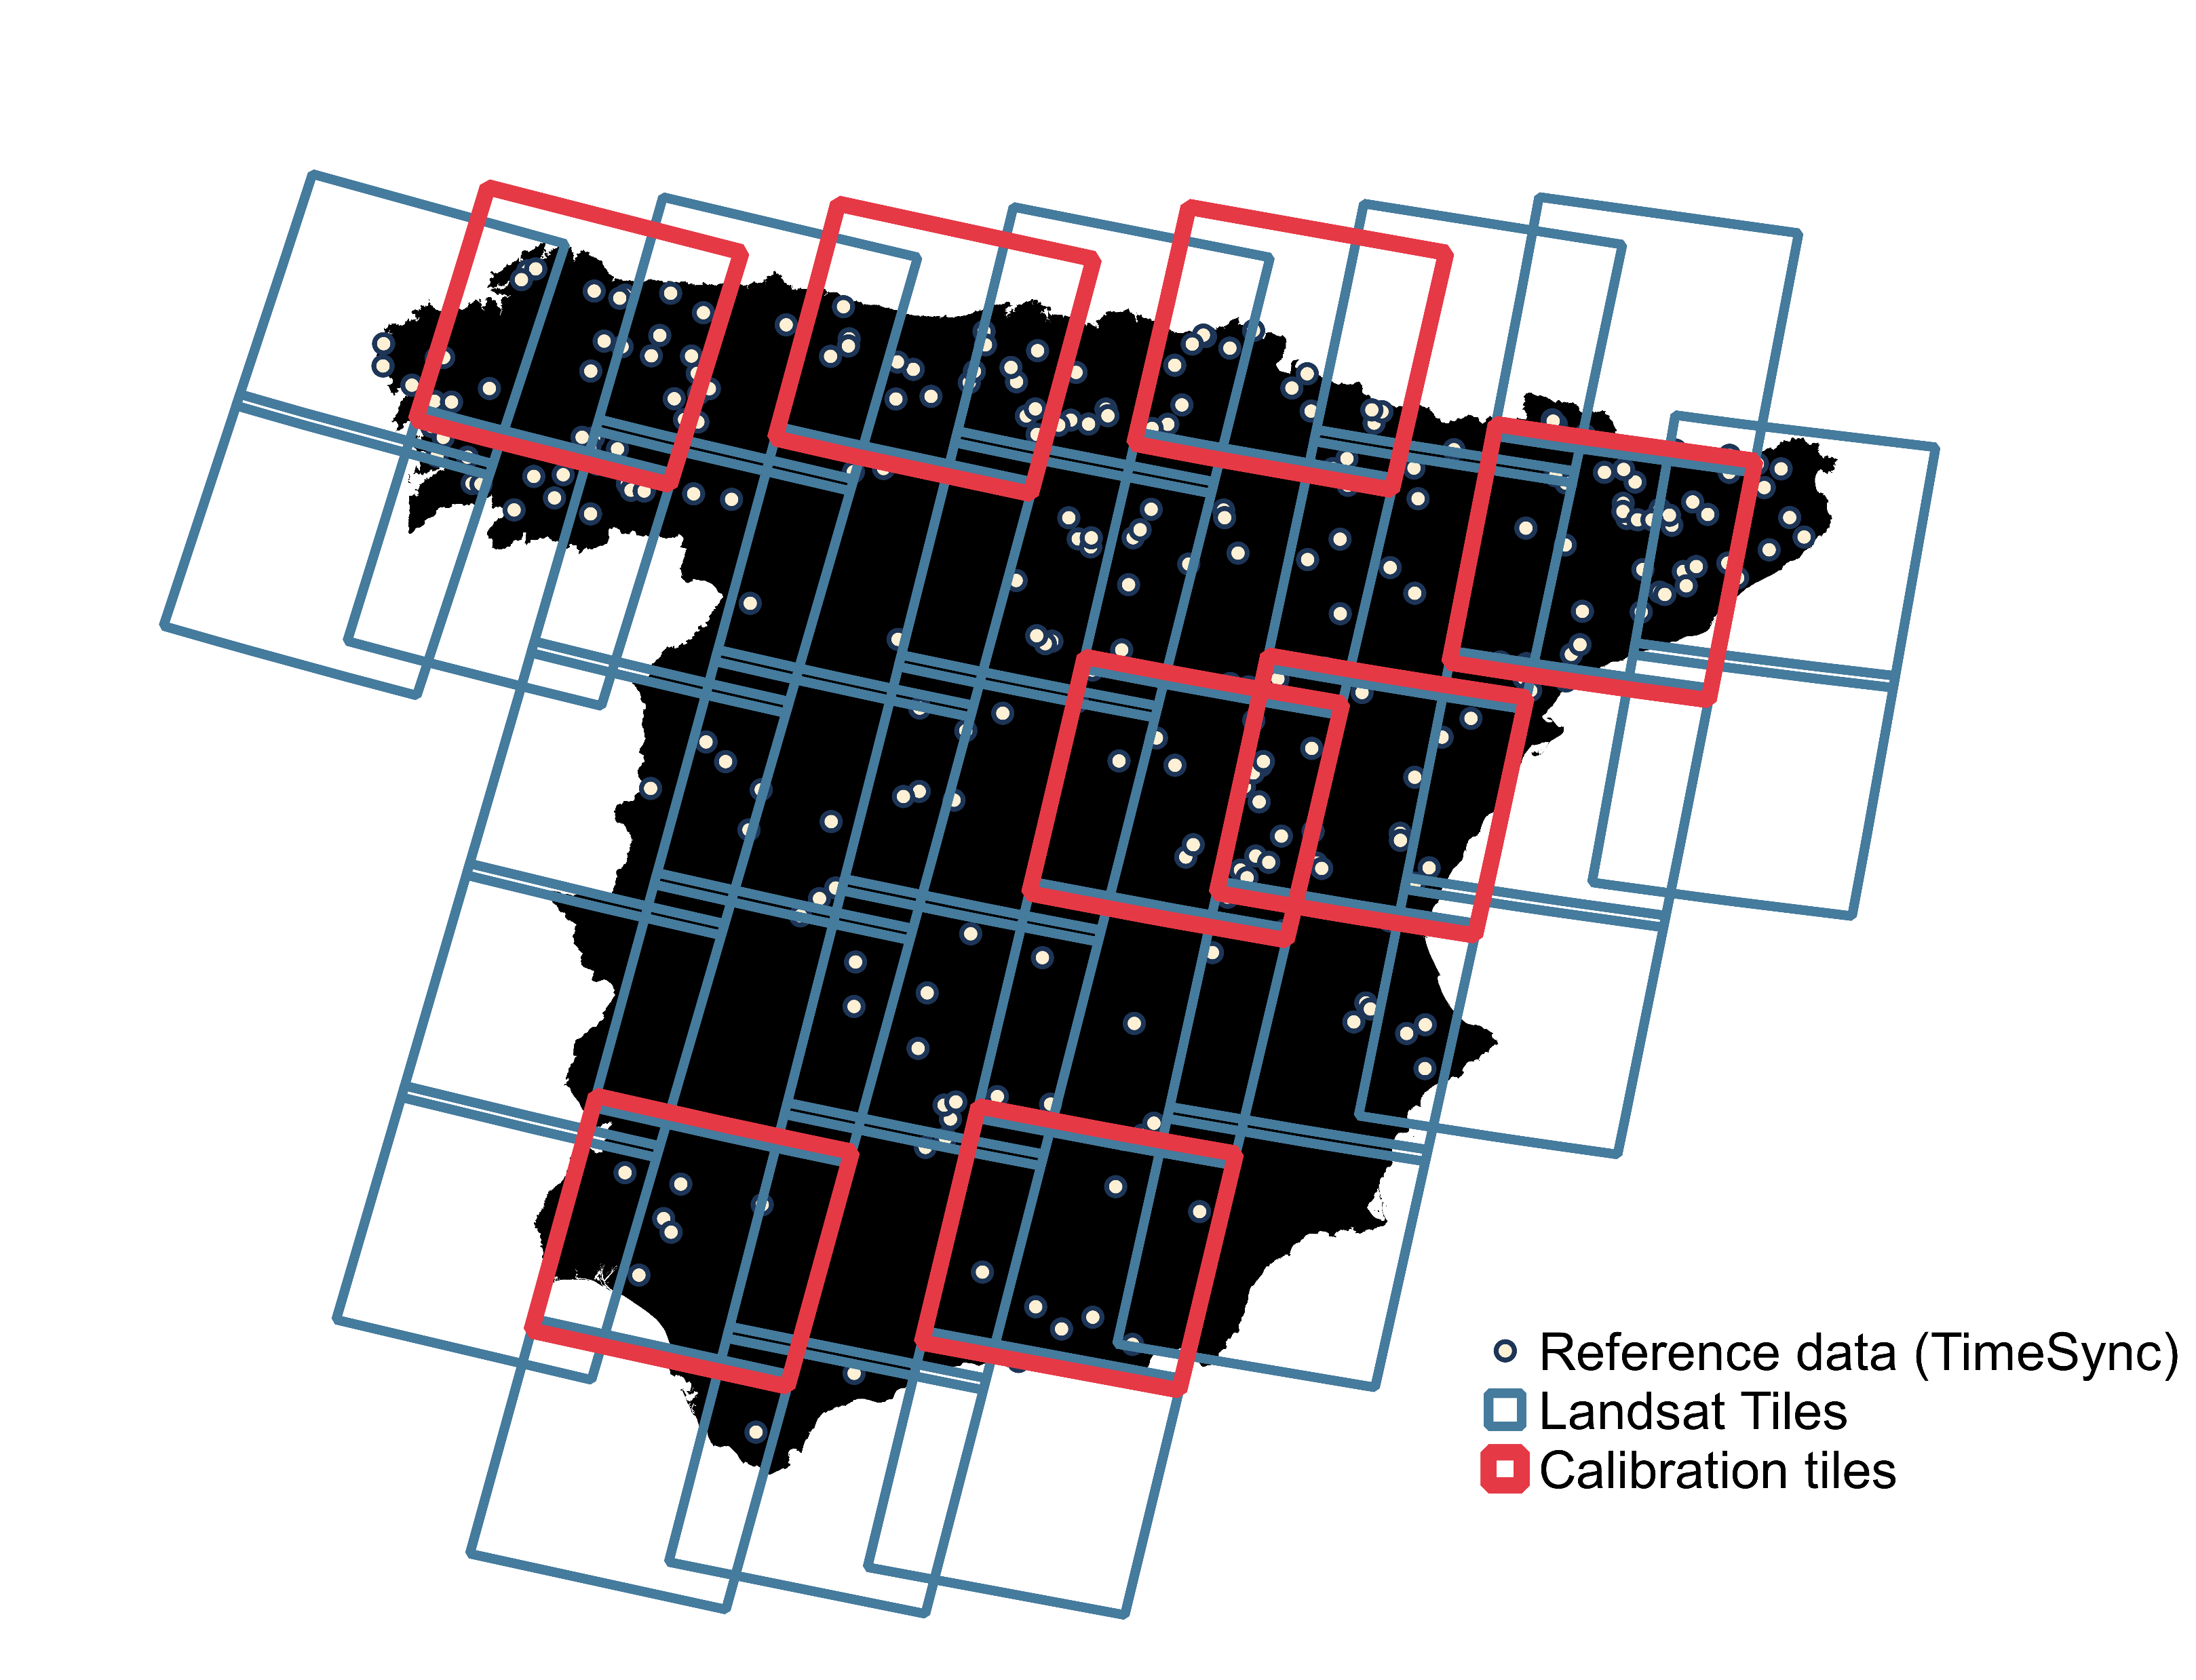 Reference data (TimeSync)
Landsat Tiles
Calibration tiles